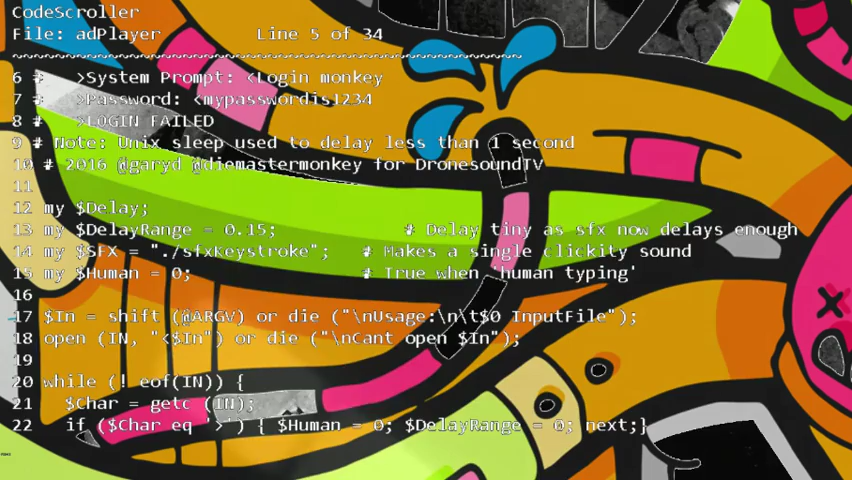 CodeScroller
File: adPlayer Line 5 of 34
~~~~~~~~~~~~~~~~~~~~~~~~~~~~~~~~~~~~~~~~~~~~~~~~~~~~~~~~~~~~
6 # >System Prompt: <Login monkey
7 # >Password: <mypasswordis1234
8 # >LOGIN FAILED
9 # Note: Unix sleep used to delay less than 1 second
10 # 2016 @garyd @diemastermonkey for DronesoundTV
11
12 my $Delay;
13 my $DelayRange = 0.15; # Delay tiny as sfx now delays enough
14 my $SFX = "./sfxKeystroke"; # Makes a single clickity sound
15 my $Human = 0; # True when 'human typing'
16
17 $In = shift (@ARGV) or die ("\nUsage:\n\t$0 InputFile");
18 open (IN, "<$In") or die ("\nCant open $In");
19
20 while (! eof(IN)) {
21 $Char = getc (IN);
22 if ($Char eq '>') { $Human = 0; $DelayRange = 0; next;}